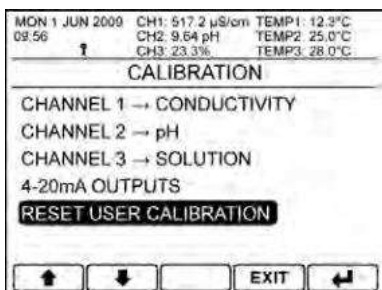 MON 1 JUN 2009 CH1: 517.2 µS/cm TEMP1: 12.3°C
09:56 CH2: 9.64 pH TEMP2: 25.0°C
CH3: 23.3% TEMP3: 28.0°C
CALIBRATION
CHANNEL 1 → CONDUCTIVITY
CHANNEL 2 → pH
CHANNEL 3 → SOLUTION
4-20mA OUTPUTS
RESET USER CALIBRATION
EXIT